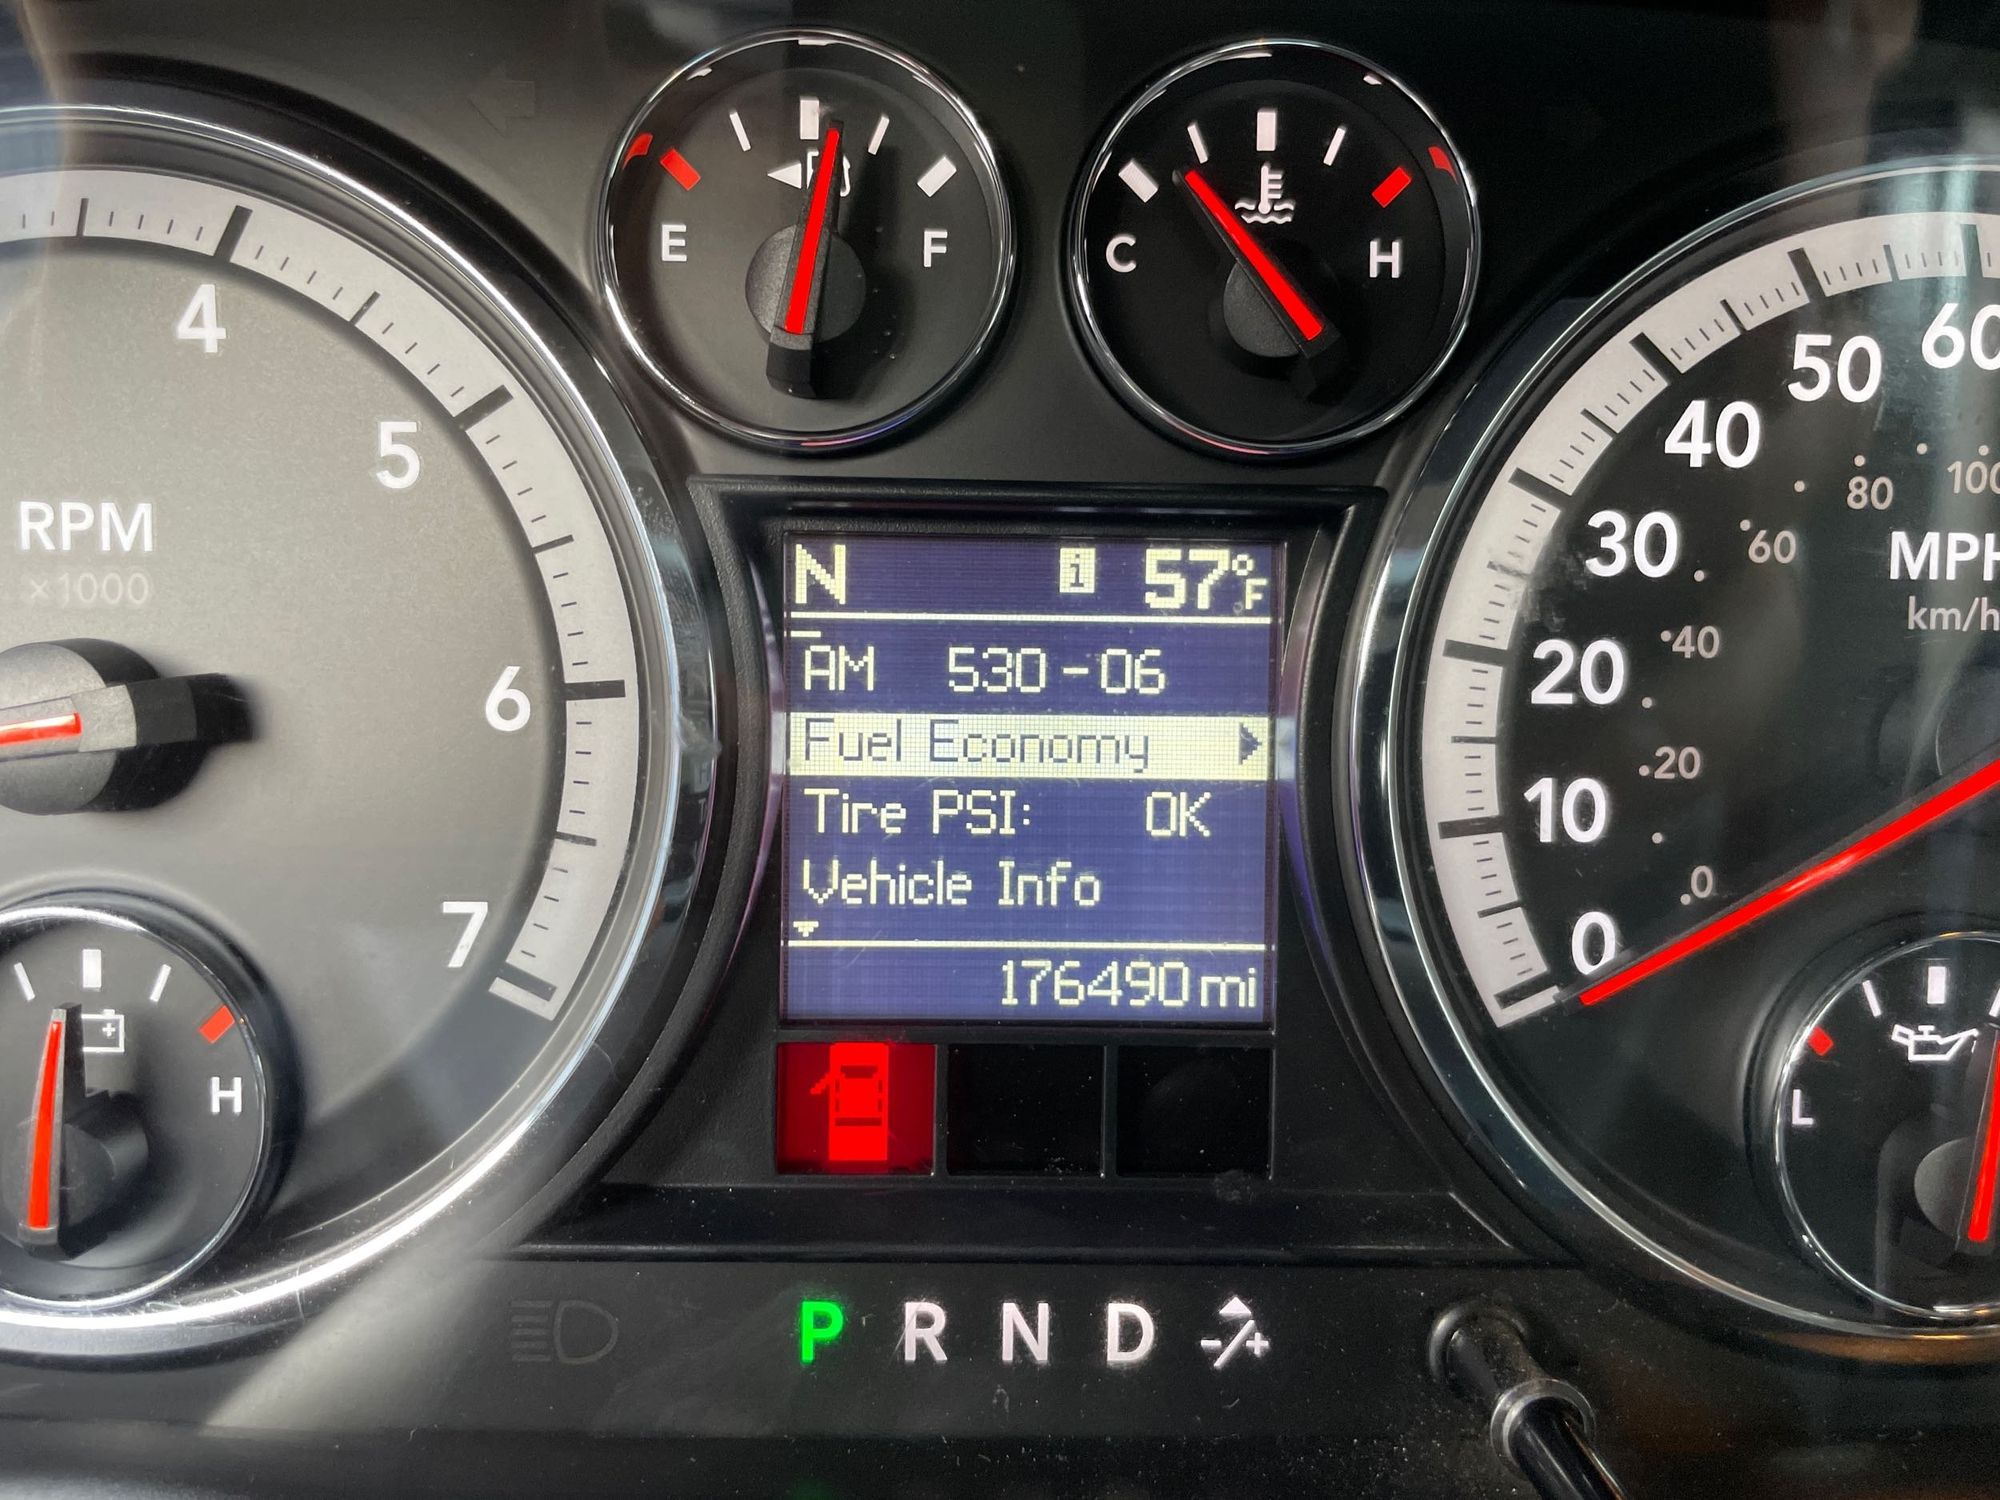 E F
C H
4
5
6
7
RPM
×1000
H
N i 57°F
AM 530-06
Fuel Economy
Tire PSI: OK
Vehicle Info
176490 mi
P R N D -/+
60
50
40
30
20
10
0
100
80
60
40
20
0
MPH
km/h
L